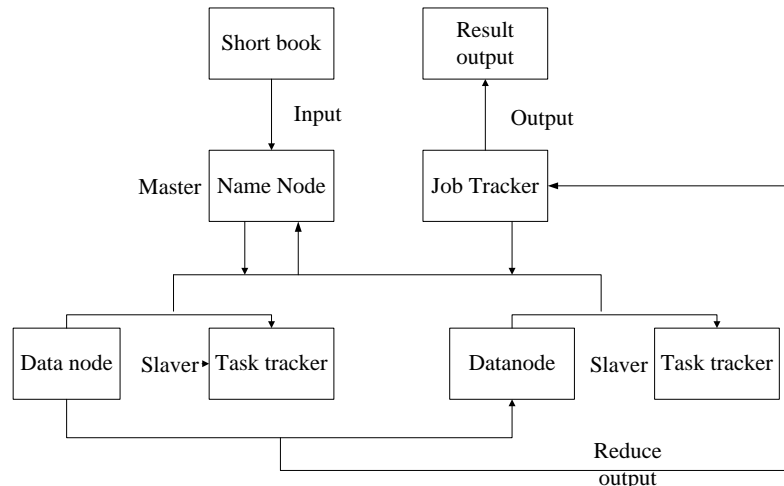 Short book
Result
output
Input
Output
Master
Name Node
Job Tracker
Data node
Slaver
Task tracker
Datanode
Slaver
Task tracker
Reduce
output